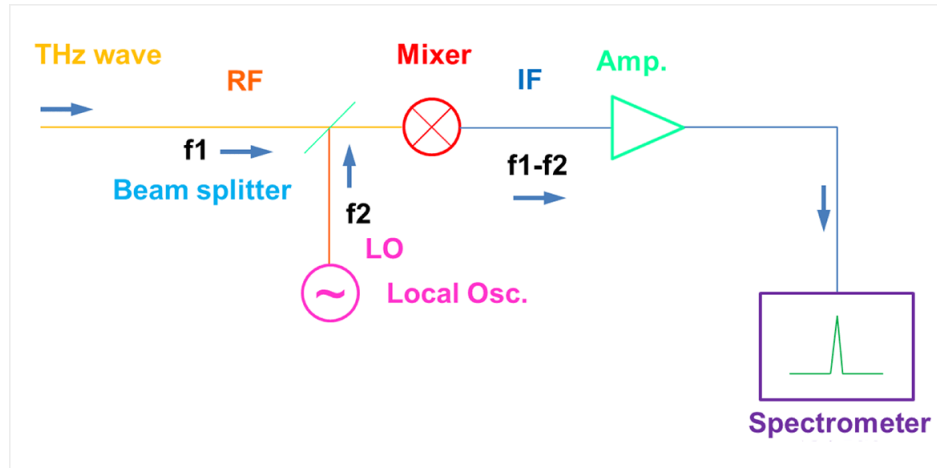 THz wave
RF
Mixer
IF
Amp.
f1
Beam splitter
f2
f1-f2
LO
Local Osc.
~
Spectrometer